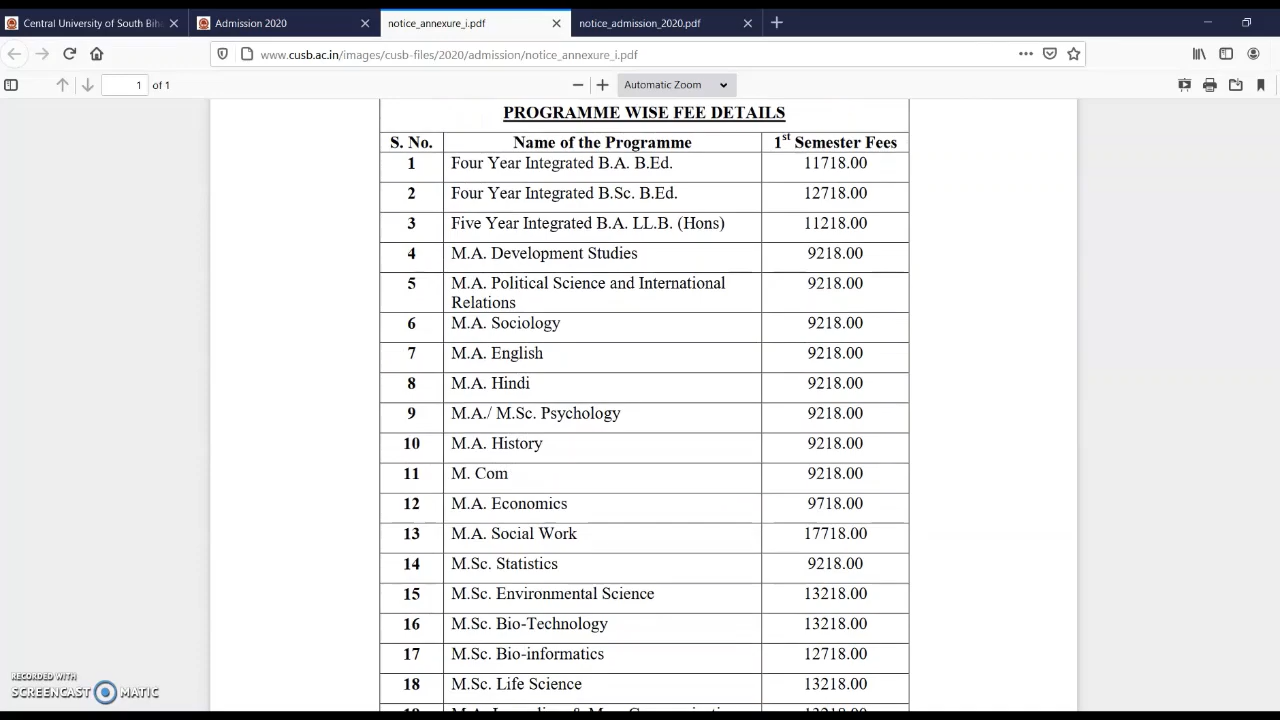 Central University of South Bih
Admission 2020
notice_annexure_i.pdf
notice_admission_2020.pdf
www.cusb.ac.in/images/cusb-files/2020/admission/notice_annexure_i.pdf
1 of 1
Automatic Zoom
PROGRAMME WISE FEE DETAILS
S. No. Name of the Programme 1st Semester Fees
1 Four Year Integrated B.A. B.Ed. 11718.00
2 Four Year Integrated B.Sc. B.Ed. 12718.00
3 Five Year Integrated B.A. LL.B. (Hons) 11218.00
4 M.A. Development Studies 9218.00
5 M.A. Political Science and International 9218.00
Relations
6 M.A. Sociology 9218.00
7 M.A. English 9218.00
8 M.A. Hindi 9218.00
9 M.A./ M.Sc. Psychology 9218.00
10 M.A. History 9218.00
11 M. Com 9218.00
12 M.A. Economics 9718.00
13 M.A. Social Work 17718.00
14 M.Sc. Statistics 9218.00
15 M.Sc. Environmental Science 13218.00
16 M.Sc. Bio-Technology 13218.00
17 M.Sc. Bio-informatics 12718.00
18 M.Sc. Life Science 13218.00
RECORDED WITH
SCREENCAST MATIC